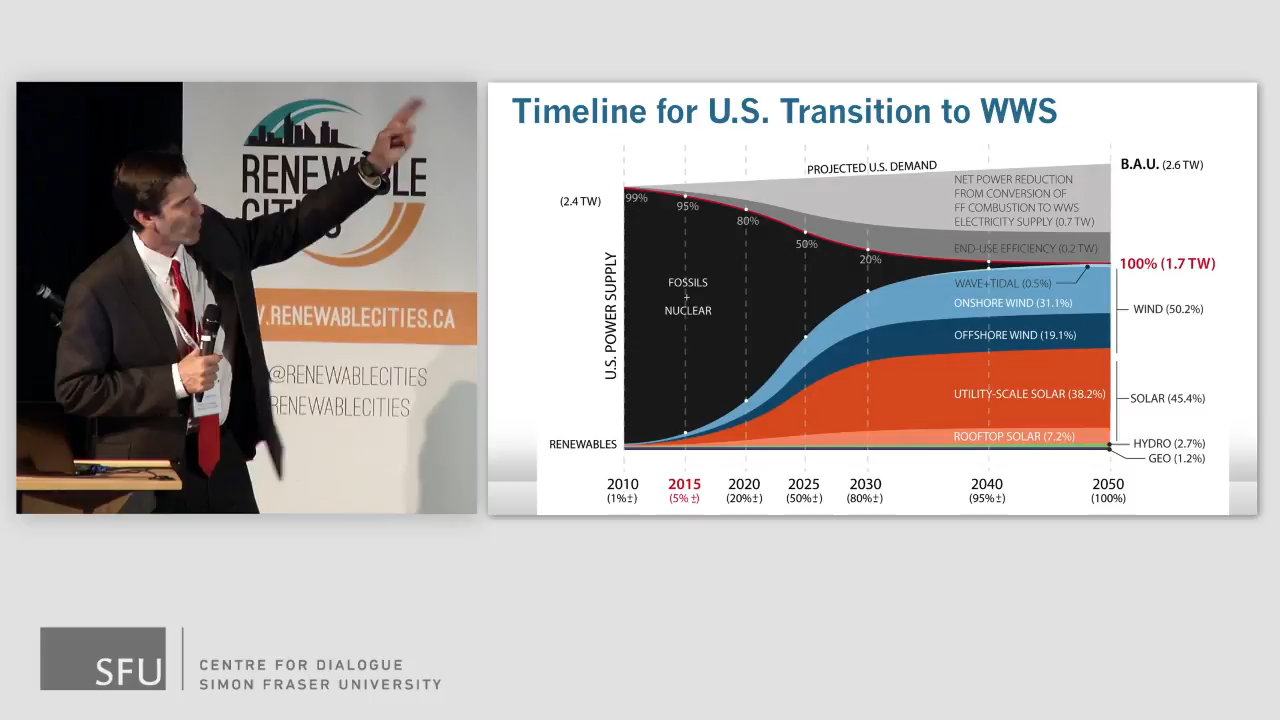 RENEWABLE
CITIES
.RENEWABLECITIES.CA
@RENEWABLECITIES
RENEWABLECITIES
Timeline for U.S. Transition to WWS
PROJECTED U.S. DEMAND
B.A.U. (2.6 TW)
NET POWER REDUCTION
FROM CONVERSION OF
FF COMBUSTION TO WWS
ELECTRICITY SUPPLY (0.7 TW)
(2.4 TW)
99%
95%
80%
50%
20%
END-USE EFFICIENCY (0.2 TW)
100% (1.7 TW)
FOSSILS
+
NUCLEAR
WAVE+TIDAL (0.5%)
ONSHORE WIND (31.1%)
WIND (50.2%)
OFFSHORE WIND (19.1%)
U.S. POWER SUPPLY
UTILITY-SCALE SOLAR (38.2%)
SOLAR (45.4%)
ROOFTOP SOLAR (7.2%)
RENEWABLES
HYDRO (2.7%)
GEO (1.2%)
2010 2015 2020 2025 2030 2040 2050
(1%±) (5% ±) (20%±) (50%±) (80%±) (95%±) (100%)
SFU
CENTRE FOR DIALOGUE
SIMON FRASER UNIVERSITY